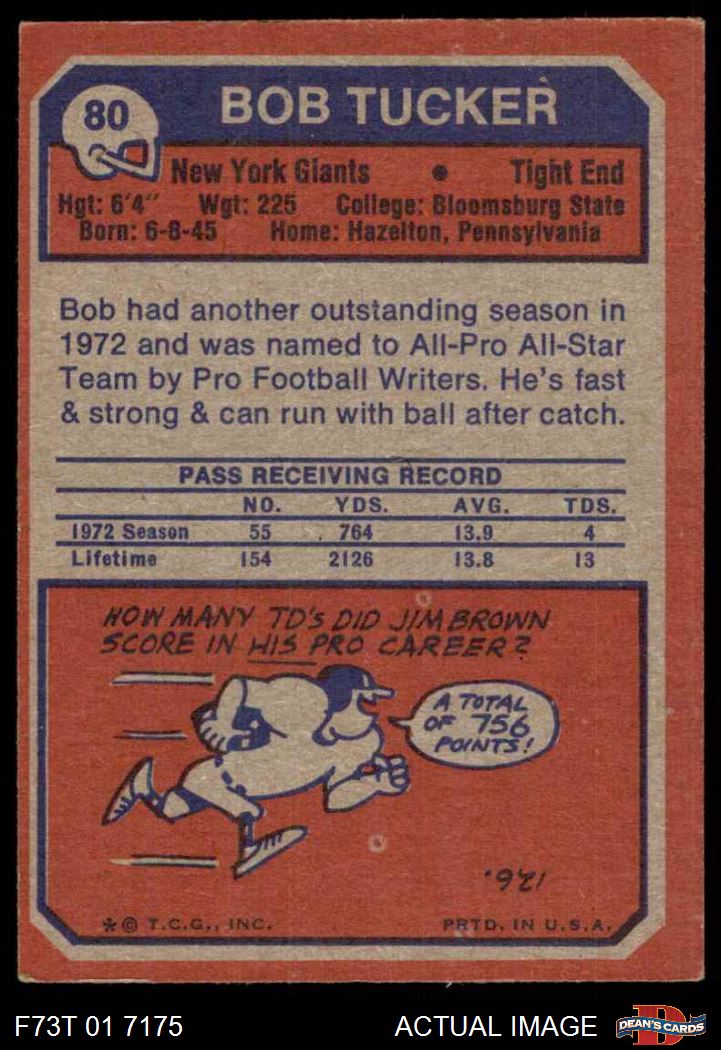 80
BOB TUCKER
New York Giants • Tight End
Hgt: 6'4" Wgt: 225 College: Bloomsburg State
Born: 6-8-45 Home: Hazelton, Pennsylvania
Bob had another outstanding season in
1972 and was named to All-Pro All-Star
Team by Pro Football Writers. He's fast
& strong & can run with ball after catch.
PASS RECEIVING RECORD
NO. YDS. AVG. TDS.
1972 Season 55 764 13.9 4
Lifetime 154 2126 13.8 13
HOW MANY TD'S DID JIM BROWN
SCORE IN HIS PRO CAREER?
A TOTAL
OF 756
POINTS!
126.
* © T.C.G., INC. PRTD. IN U.S.A.
F73T 01 7175 ACTUAL IMAGE D
DEAN'S CARDS